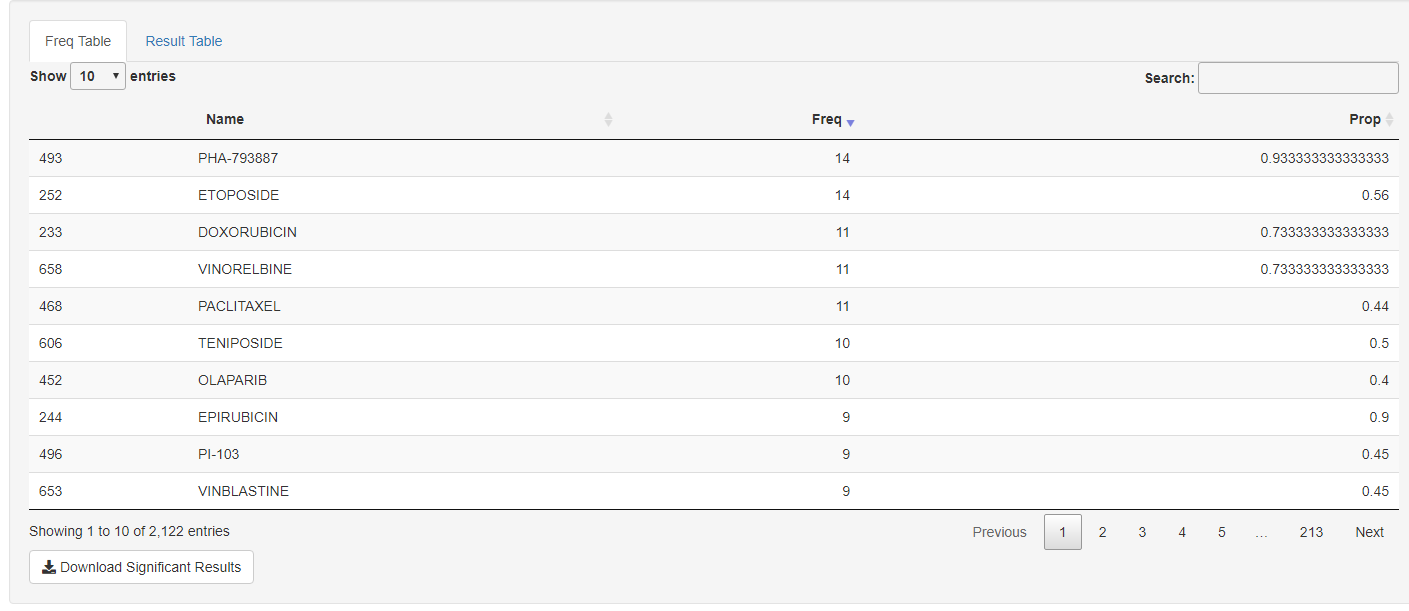 Freq Table Result Table
Show 10 entries Search:
Name Freq Prop
493 PHA-793887 14 0.933333333333333
252 ETOPOSIDE 14 0.56
233 DOXORUBICIN 11 0.733333333333333
658 VINORELBINE 11 0.733333333333333
468 PACLITAXEL 11 0.44
606 TENIPOSIDE 10 0.5
452 OLAPARIB 10 0.4
244 EPIRUBICIN 9 0.9
496 PI-103 9 0.45
653 VINBLASTINE 9 0.45
Showing 1 to 10 of 2,122 entries Previous 1 2 3 4 5 … 213 Next
Download Significant Results